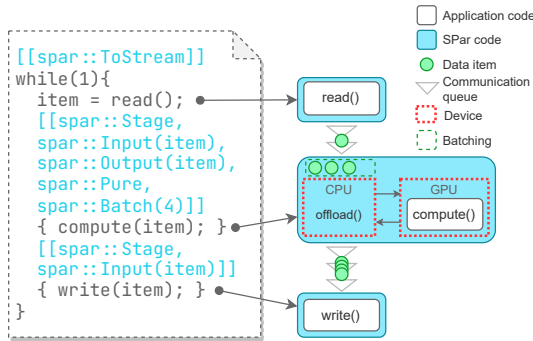 [[spar::ToStream]]
while(1){
item = read();
[[spar::Stage,
spar::Input(item),
spar::Output(item),
spar::Pure,
spar::Batch(4)]]
{ compute(item); }
[[spar::Stage,
spar::Input(item)]]
{ write(item); }
}
read()
CPU
GPU
offload()
compute()
write()
Application code
SPar code
Data item
Communication
queue
Device
Batching